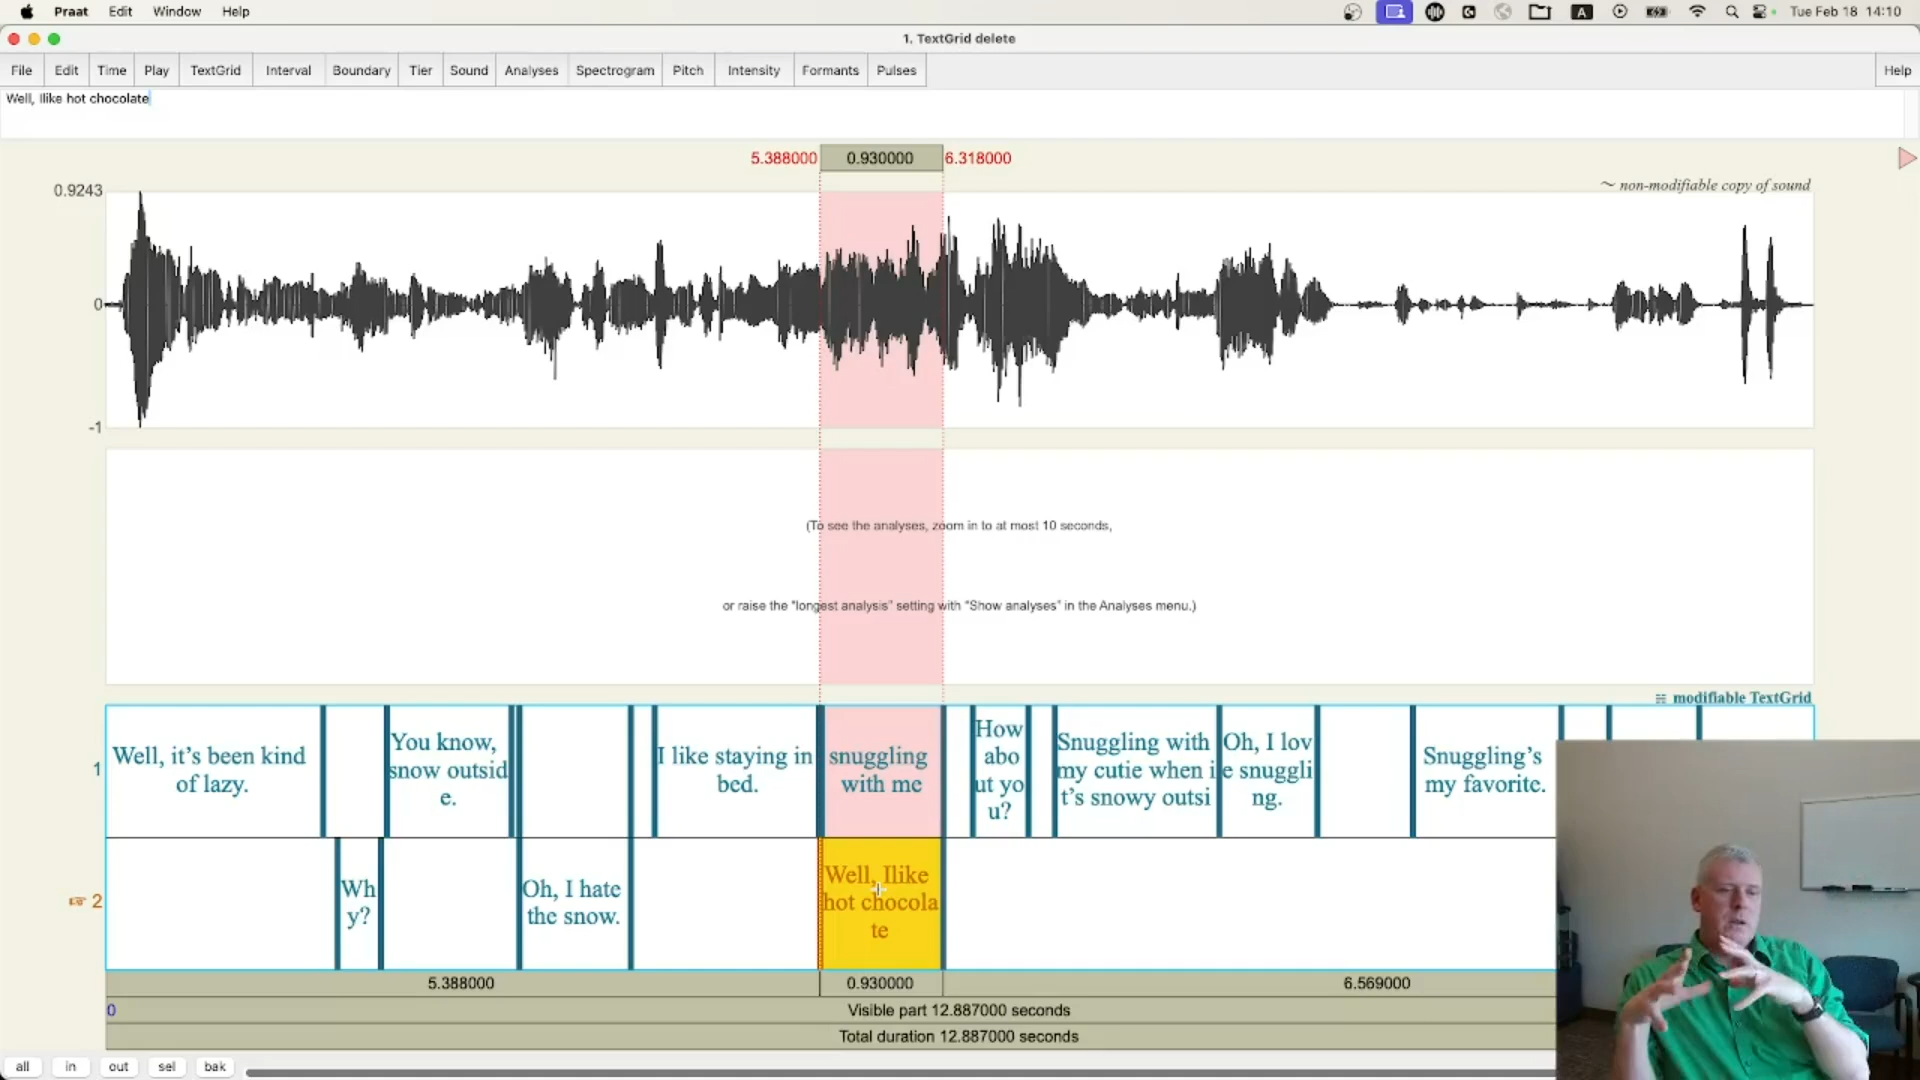 Praat Edit Window Help
A
Tue Feb 18 14:10
1. TextGrid delete
File Edit Time Play TextGrid Interval Boundary Tier Sound Analyses Spectrogram Pitch Intensity Formants Pulses Help
Well, Ilike hot chocolate
5.388000 0.930000 6.318000
0.9243
~ non-modifiable copy of sound
0
-1
(To see the analyses, zoom in to at most 10 seconds,
or raise the "longest analysis" setting with "Show analyses" in the Analyses menu.)
modifiable TextGrid
1
Well, it's been kind
of lazy.
You know,
snow outsid
e.
I like staying in
bed.
snuggling
with me
How
abo
ut yo
u?
Snuggling with
my cutie when i
t's snowy outsi
Oh, I lov
e snuggli
ng.
Snuggling's
my favorite.
2
Wh
y?
Oh, I hate
the snow.
Well, Ilike
hot chocola
te
5.388000 0.930000 6.569000
0
Visible part 12.887000 seconds
Total duration 12.887000 seconds
all in out sel bak